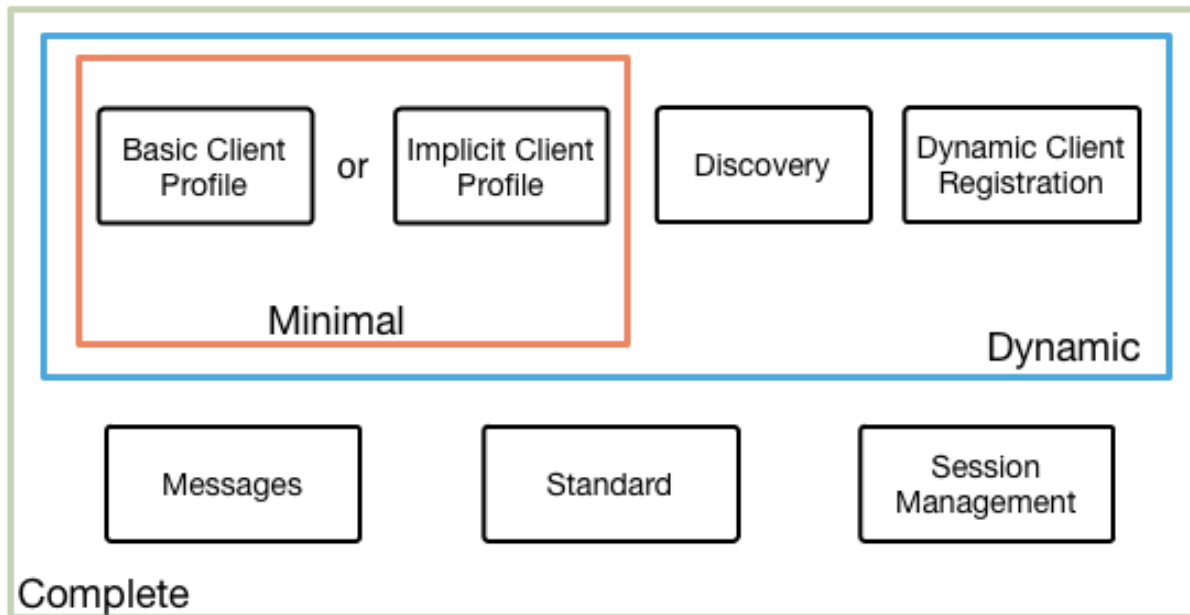 Basic Client
Profile
or
Implicit Client
Profile
Discovery
Dynamic Client
Registration
Minimal
Dynamic
Messages
Standard
Session
Management
Complete